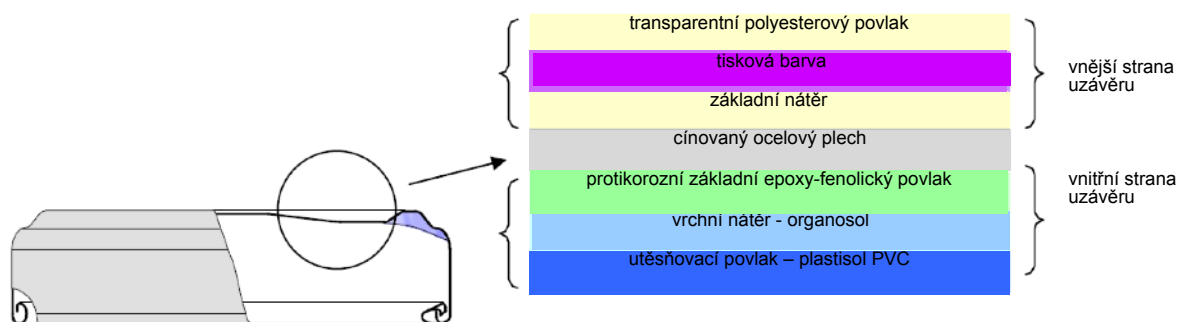 transparentní polyesterový povlak
tisková barva
základní nátěr
vnější strana
uzávěru
cínovaný ocelový plech
protikorozní základní epoxy-fenolický povlak
vrchní nátěr - organosol
utěsňovací povlak – plastisol PVC
vnitřní strana
uzávěru